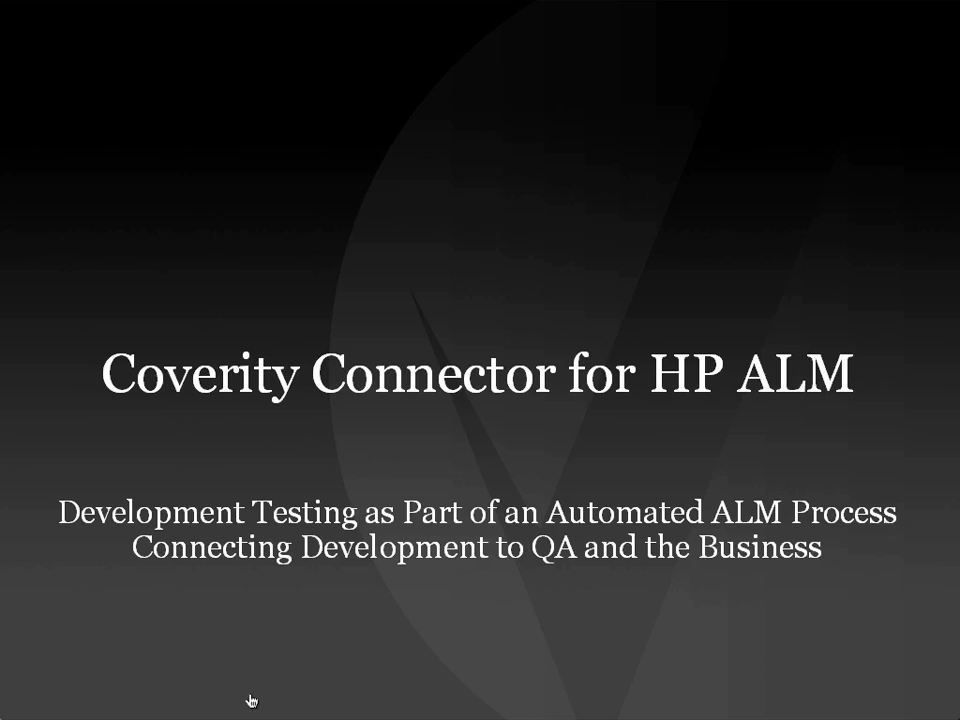 Coverity Connector for HP ALM
Development Testing as Part of an Automated ALM Process
Connecting Development to QA and the Business